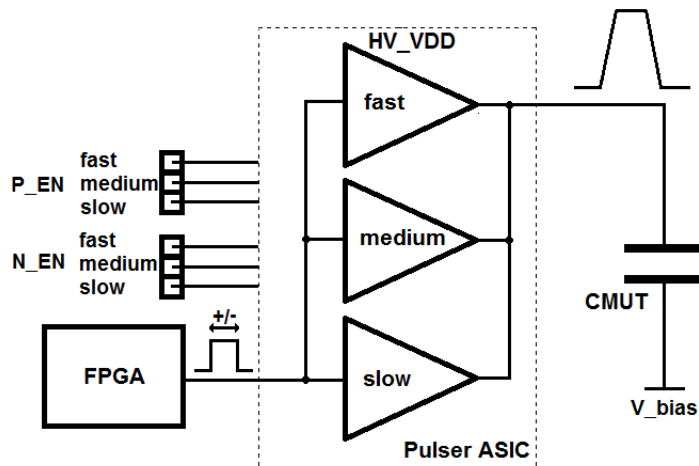 HV_VDD
fast
P_EN
fast
medium
slow
N_EN
fast
medium
slow
medium
+/-
FPGA
slow
CMUT
V_bias
Pulser ASIC